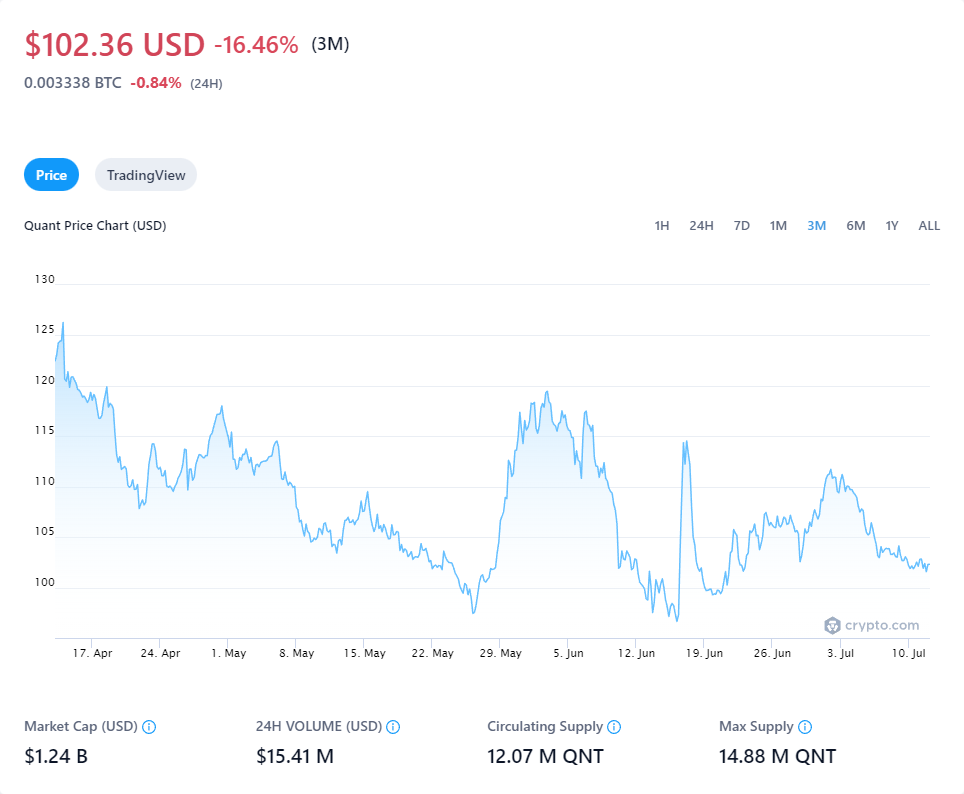 $102.36 USD -16.46% (3M)
0.003338 BTC -0.84% (24H)
Price TradingView
Quant Price Chart (USD) 1H 24H 7D 1M 3M 6M 1Y ALL
130
125
120
115
110
105
100
crypto.com
17. Apr 24. Apr 1. May 8. May 15. May 22. May 29. May 5. Jun 12. Jun 19. Jun 26. Jun 3. Jul 10. Jul
Market Cap (USD) 24H VOLUME (USD) Circulating Supply Max Supply
$1.24 B $15.41 M 12.07 M QNT 14.88 M QNT